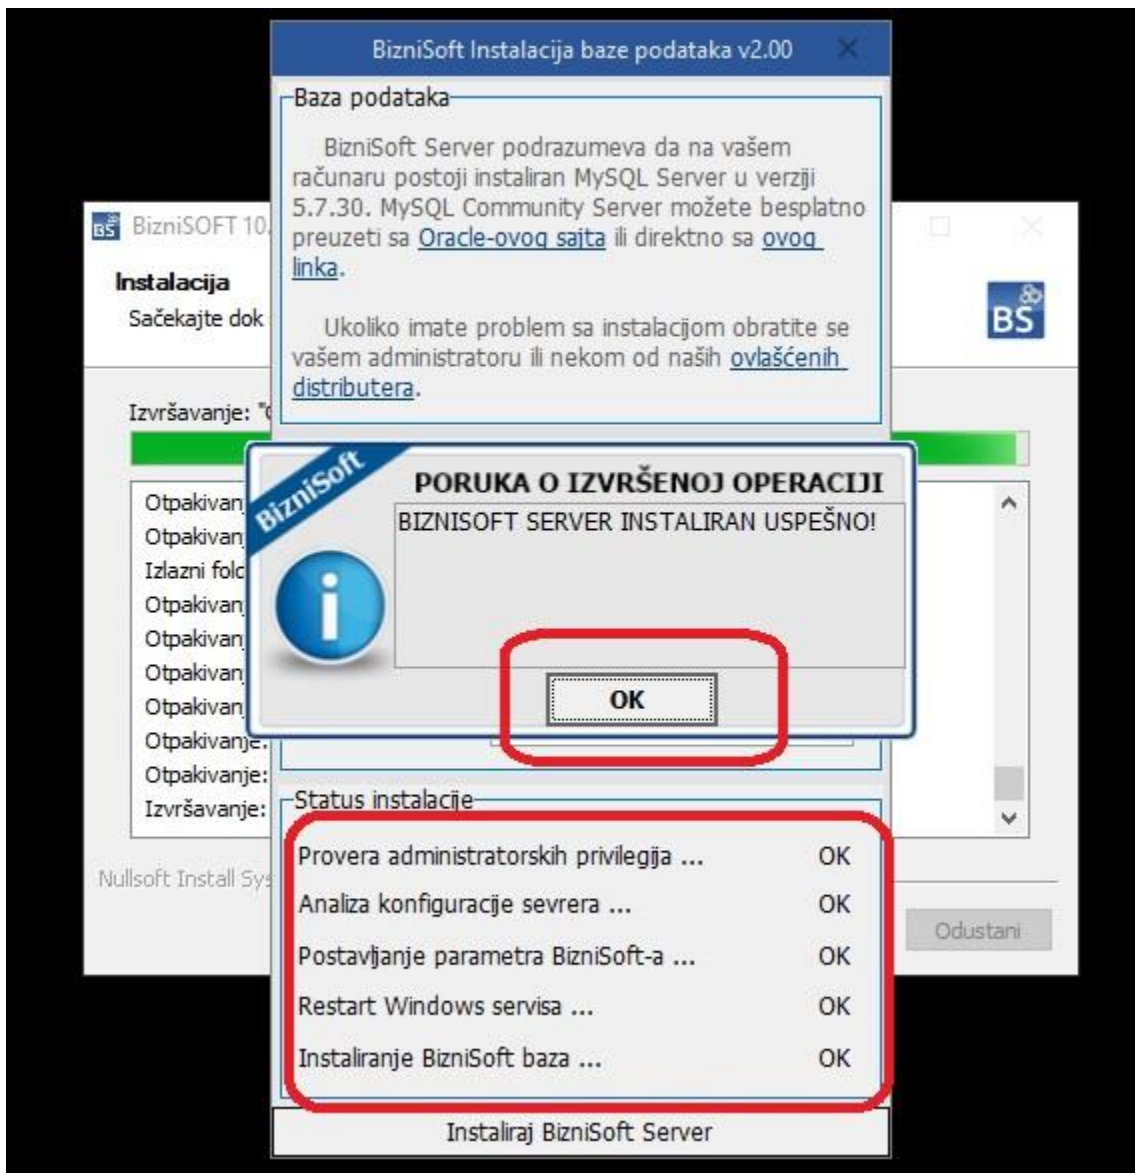 BizniSoft Instalacija baze podataka v2.00
Baza podataka
BizniSoft Server podrazumeva da na vašem
računaru postoji instaliran MySQL Server u verziji
5.7.30. MySQL Community Server možete besplatno
preuzeti sa Oracle-ovog sajta ili direktno sa ovog
linka.
Ukoliko imate problem sa instalacijom obratite se
vašem administratoru ili nekom od naših ovlašćenih
distributera.
BizniSOFT 10.
Instalacija
Sačekajte dok
BS
Izvršavanje: "C
BizniSoft
PORUKA O IZVRŠENOJ OPERACIJI
BIZNISOFT SERVER INSTALIRAN USPEŠNO!
OK
Otpakivan
Otpakivan
Izlazni fold
Otpakivan
Otpakivan
Otpakivan
Otpakivan
Otpakivanje:
Otpakivanje:
Izvršavanje:
Nullsoft Install Sys
Odustani
Status instalacije
Provera administratorskih privilegija ... OK
Analiza konfiguracije sevrera ... OK
Postavljanje parametra BizniSoft-a ... OK
Restart Windows servisa ... OK
Instaliranje BizniSoft baza ... OK
Instaliraj BizniSoft Server